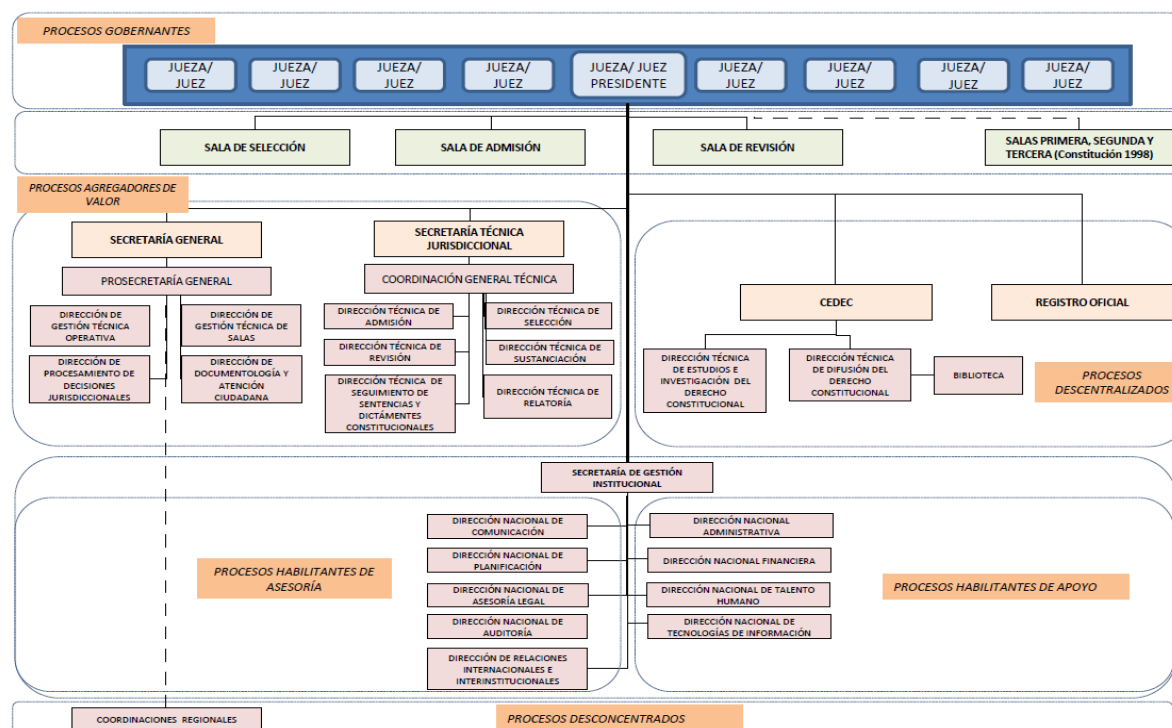 PROCESOS GOBERNANTES
JUEZA/
JUEZ
JUEZA/
JUEZ
JUEZA/
JUEZ
JUEZA/
JUEZ
JUEZA/ JUEZ
PRESIDENTE
JUEZA/
JUEZ
JUEZA/
JUEZ
JUEZA/
JUEZ
JUEZA/
JUEZ
SALA DE SELECCIÓN
SALA DE ADMISIÓN
SALA DE REVISIÓN
SALAS PRIMERA, SEGUNDA Y
TERCERA (Constitución 1998)
PROCESOS AGREGADORES DE
VALOR
SECRETARÍA GENERAL
SECRETARÍA TÉCNICA
JURISDICCIONAL
PROSECRETARÍA GENERAL
COORDINACIÓN GENERAL TÉCNICA
DIRECCIÓN DE
GESTIÓN TÉCNICA
OPERATIVA
DIRECCIÓN DE
GESTIÓN TÉCNICA DE
SALAS
DIRECCIÓN DE
PROCESAMIENTO DE
DECISIONES
JURISDICCIONALES
DIRECCIÓN DE
DOCUMENTOLOGÍA Y
ATENCIÓN
CIUDADANA
DIRECCIÓN TÉCNICA DE
ADMISIÓN
DIRECCIÓN TÉCNICA DE
SELECCIÓN
DIRECCIÓN TÉCNICA DE
REVISIÓN
DIRECCIÓN TÉCNICA DE
SUSTANCIACIÓN
DIRECCIÓN TÉCNICA DE
SEGUIMIENTO DE
SENTENCIAS Y
DICTÁMENTES
CONSTITUCIONALES
DIRECCIÓN TÉCNICA DE
RELATORÍA
CEDEC
REGISTRO OFICIAL
DIRECCIÓN TÉCNICA
DE ESTUDIOS E
INVESTIGACIÓN DEL
DERECHO
CONSTITUCIONAL
DIRECCIÓN TÉCNICA
DE DIFUSIÓN DEL
DERECHO
CONSTITUCIONAL
BIBLIOTECA
PROCESOS
DESCENTRALIZADOS
SECRETARÍA DE GESTIÓN
INSTITUCIONAL
PROCESOS HABILITANTES DE
ASESORÍA
DIRECCIÓN NACIONAL DE
COMUNICACIÓN
DIRECCIÓN NACIONAL DE
PLANIFICACIÓN
DIRECCIÓN NACIONAL DE
ASESORÍA LEGAL
DIRECCIÓN NACIONAL DE
AUDITORÍA
DIRECCIÓN DE RELACIONES
INTERNACIONALES E
INTERINSTITUCIONALES
DIRECCIÓN NACIONAL
ADMINISTRATIVA
DIRECCIÓN NACIONAL FINANCIERA
DIRECCIÓN NACIONAL DE TALENTO
HUMANO
DIRECCIÓN NACIONAL DE
TECNOLOGÍAS DE INFORMACIÓN
PROCESOS HABILITANTES DE APOYO
COORDINACIONES REGIONALES
PROCESOS DESCONCENTRADOS